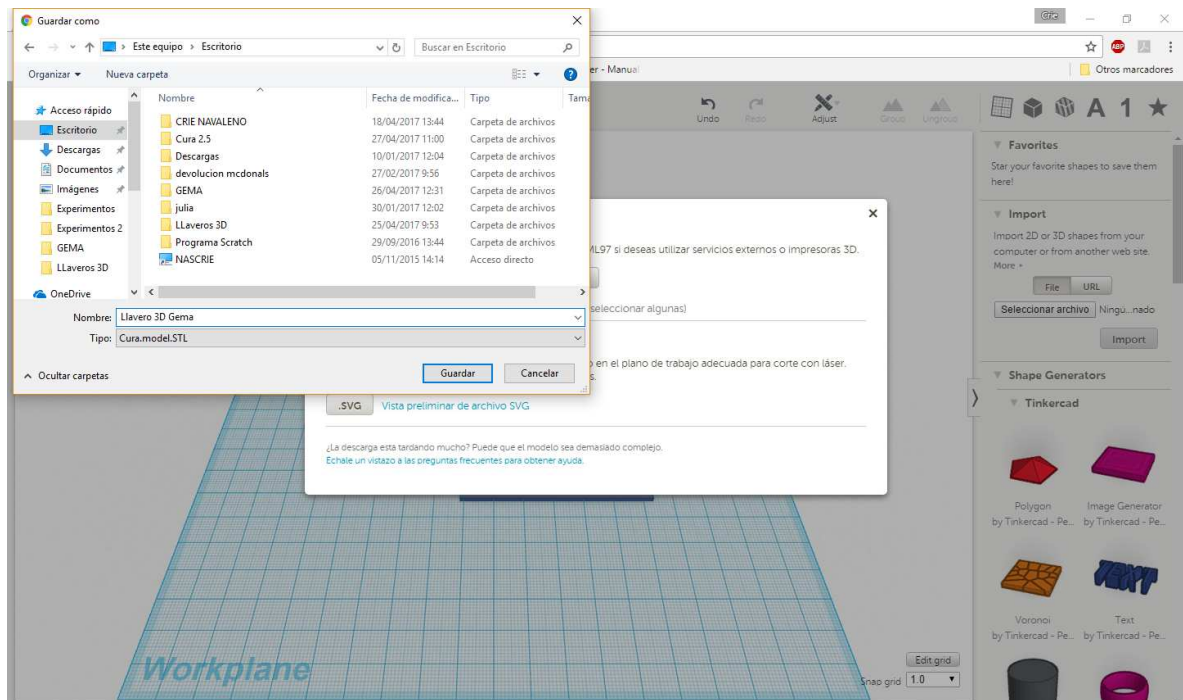 Guardar como
Crie
Este equipo > Escritorio
Buscar en Escritorio
er - Manual
ABP
Otros marcadores
Organizar
Nueva carpeta
Nombre Fecha de modifica... Tipo Tama
Acceso rápido
Escritorio
Descargas
Documentos
Imágenes
Experimentos
Experimentos 2
GEMA
LLaveros 3D
OneDrive
CRIE NAVALENO 18/04/2017 13:44 Carpeta de archivos
Cura 2.5 27/04/2017 11:00 Carpeta de archivos
Descargas 10/01/2017 12:04 Carpeta de archivos
devolucion mcdonals 27/02/2017 9:56 Carpeta de archivos
GEMA 26/04/2017 12:31 Carpeta de archivos
julia 30/01/2017 12:02 Carpeta de archivos
LLaveros 3D 25/04/2017 9:53 Carpeta de archivos
Programa Scratch 29/09/2016 13:44 Carpeta de archivos
NASCRIE 05/11/2015 14:14 Acceso directo
Nombre: Llavero 3D Gema
Tipo: Cura.model.STL
Ocultar carpetas
Guardar
Cancelar
Undo
Redo
Adjust
Group
Ungroup
A 1
ML97 si deseas utilizar servicios externos o impresoras 3D.
seleccionar algunas)
en el plano de trabajo adecuada para corte con láser.
s.
.SVG
Vista preliminar de archivo SVG
¿La descarga está tardando mucho? Puede que el modelo sea demasiado complejo.
Échale un vistazo a las preguntas frecuentes para obtener ayuda.
Favorites
Star your favorite shapes to save them
here!
Import
Import 2D or 3D shapes from your
computer or from another web site.
More +
File URL
Seleccionar archivo Ningú...nado
Import
Shape Generators
Tinkercad
Polygon
by Tinkercad - Pe...
Image Generator
by Tinkercad - Pe...
TEXT
Voronoi
by Tinkercad - Pe...
Text
by Tinkercad - Pe...
Workplane
Edit grid
Snap grid 1.0